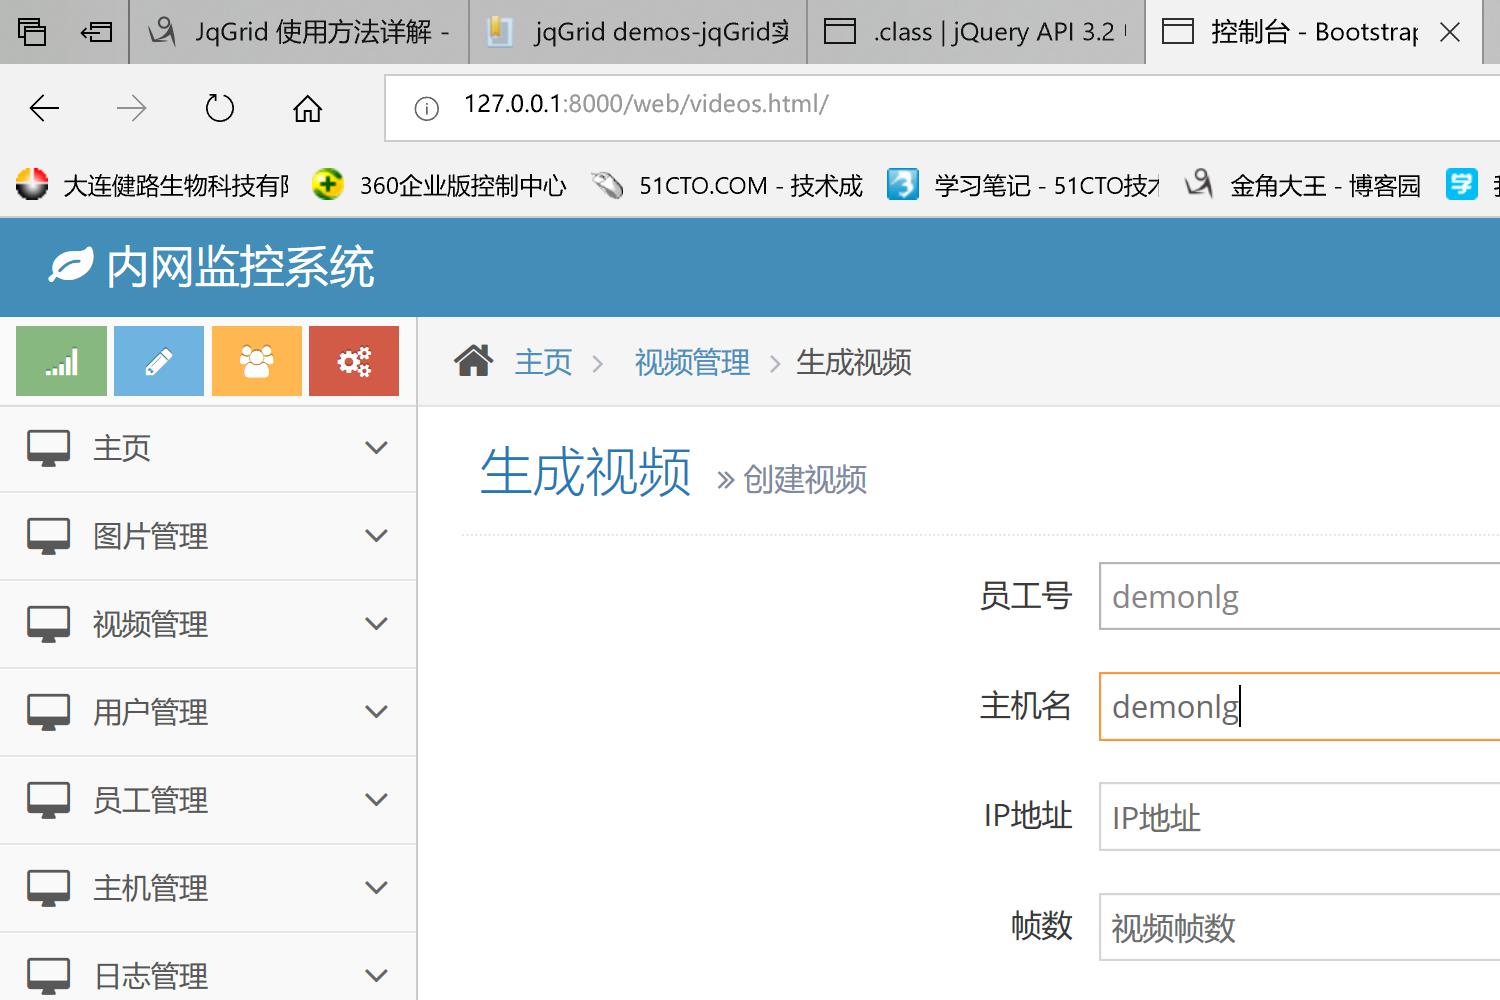 JqGrid 使用方法详解 -
jqGrid demos-jqGrid实
.class | jQuery API 3.2
控制台 - Bootstrap
127.0.0.1:8000/web/videos.html/
大连健路生物科技有限
360企业版控制中心
51CTO.COM - 技术成
学习笔记 - 51CTO技术
金角大王 - 博客园
学
内网监控系统
主页
视频管理
生成视频
主页
图片管理
视频管理
用户管理
员工管理
主机管理
日志管理
生成视频 » 创建视频
员工号 demonlg
主机名 demonlg
IP地址 IP地址
帧数 视频帧数